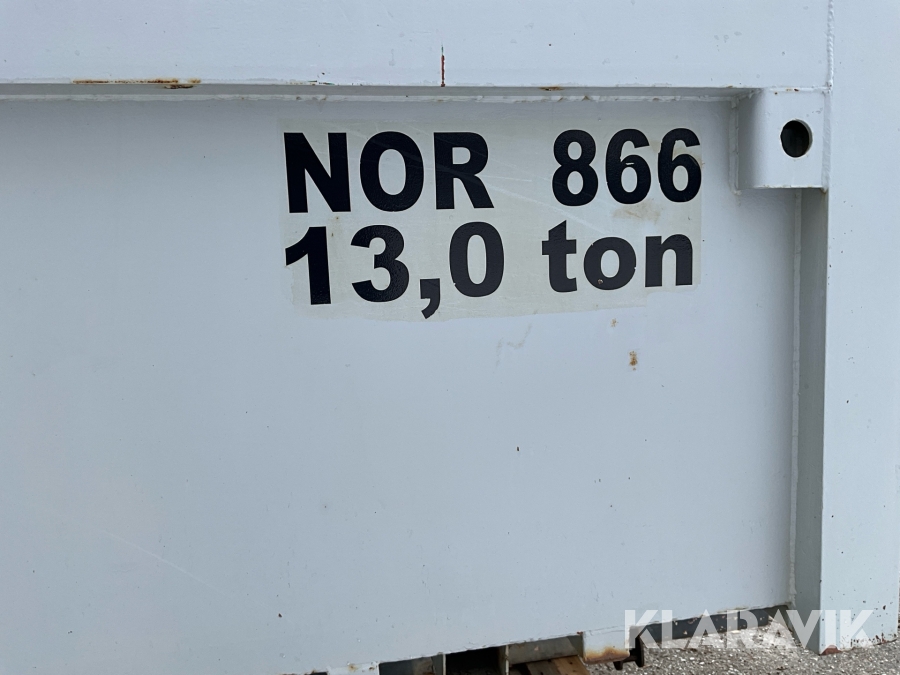 NOR 866
13,0 ton
KLARAVIK